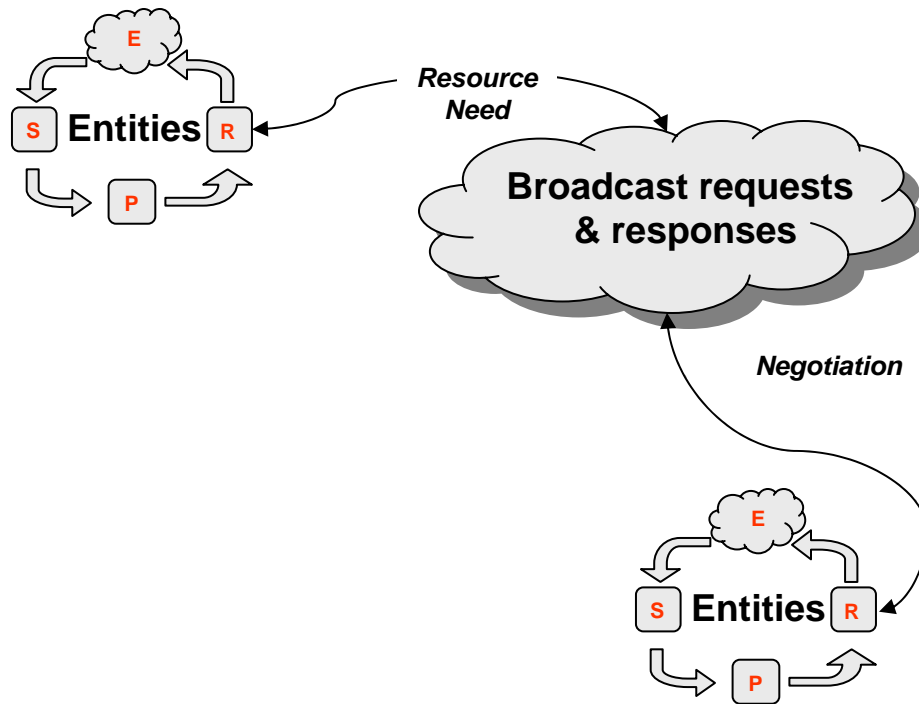 E
S Entities R
P
Resource
Need
Broadcast requests
& responses
Negotiation
E
S Entities R
P